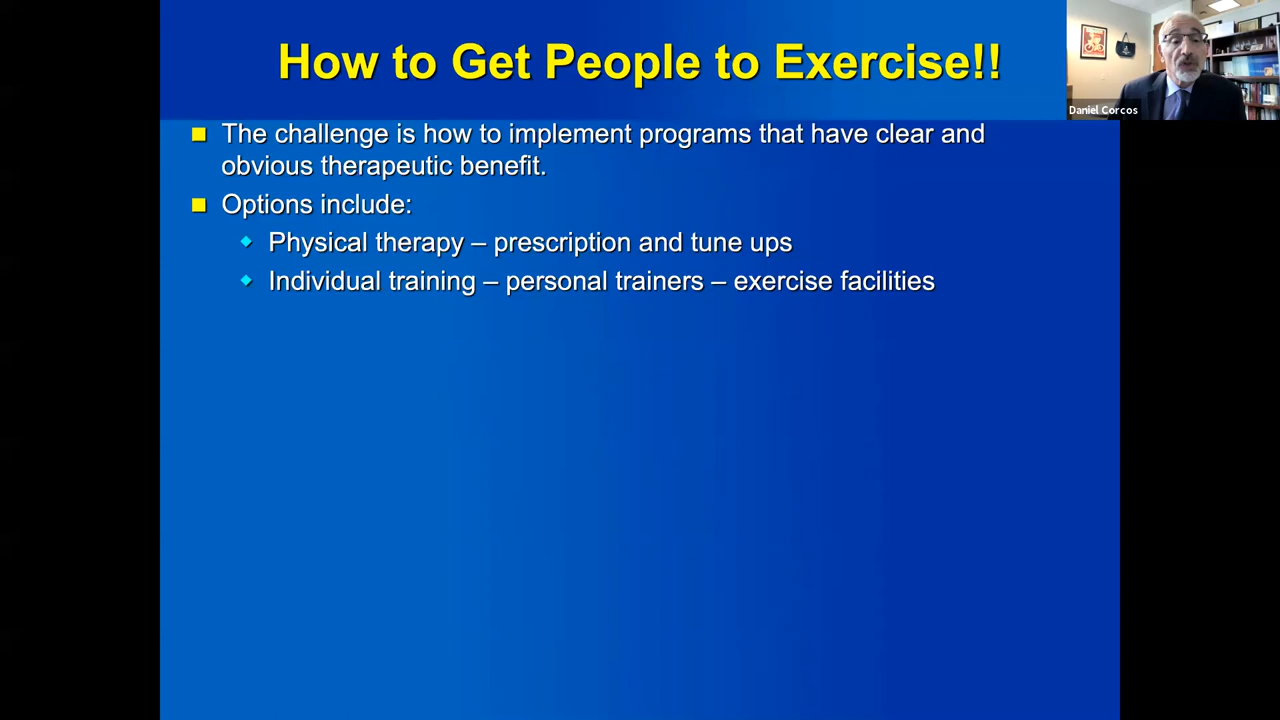 How to Get People to Exercise!!
Daniel Corcos
The challenge is how to implement programs that have clear and
obvious therapeutic benefit.
Options include:
Physical therapy – prescription and tune ups
Individual training – personal trainers – exercise facilities